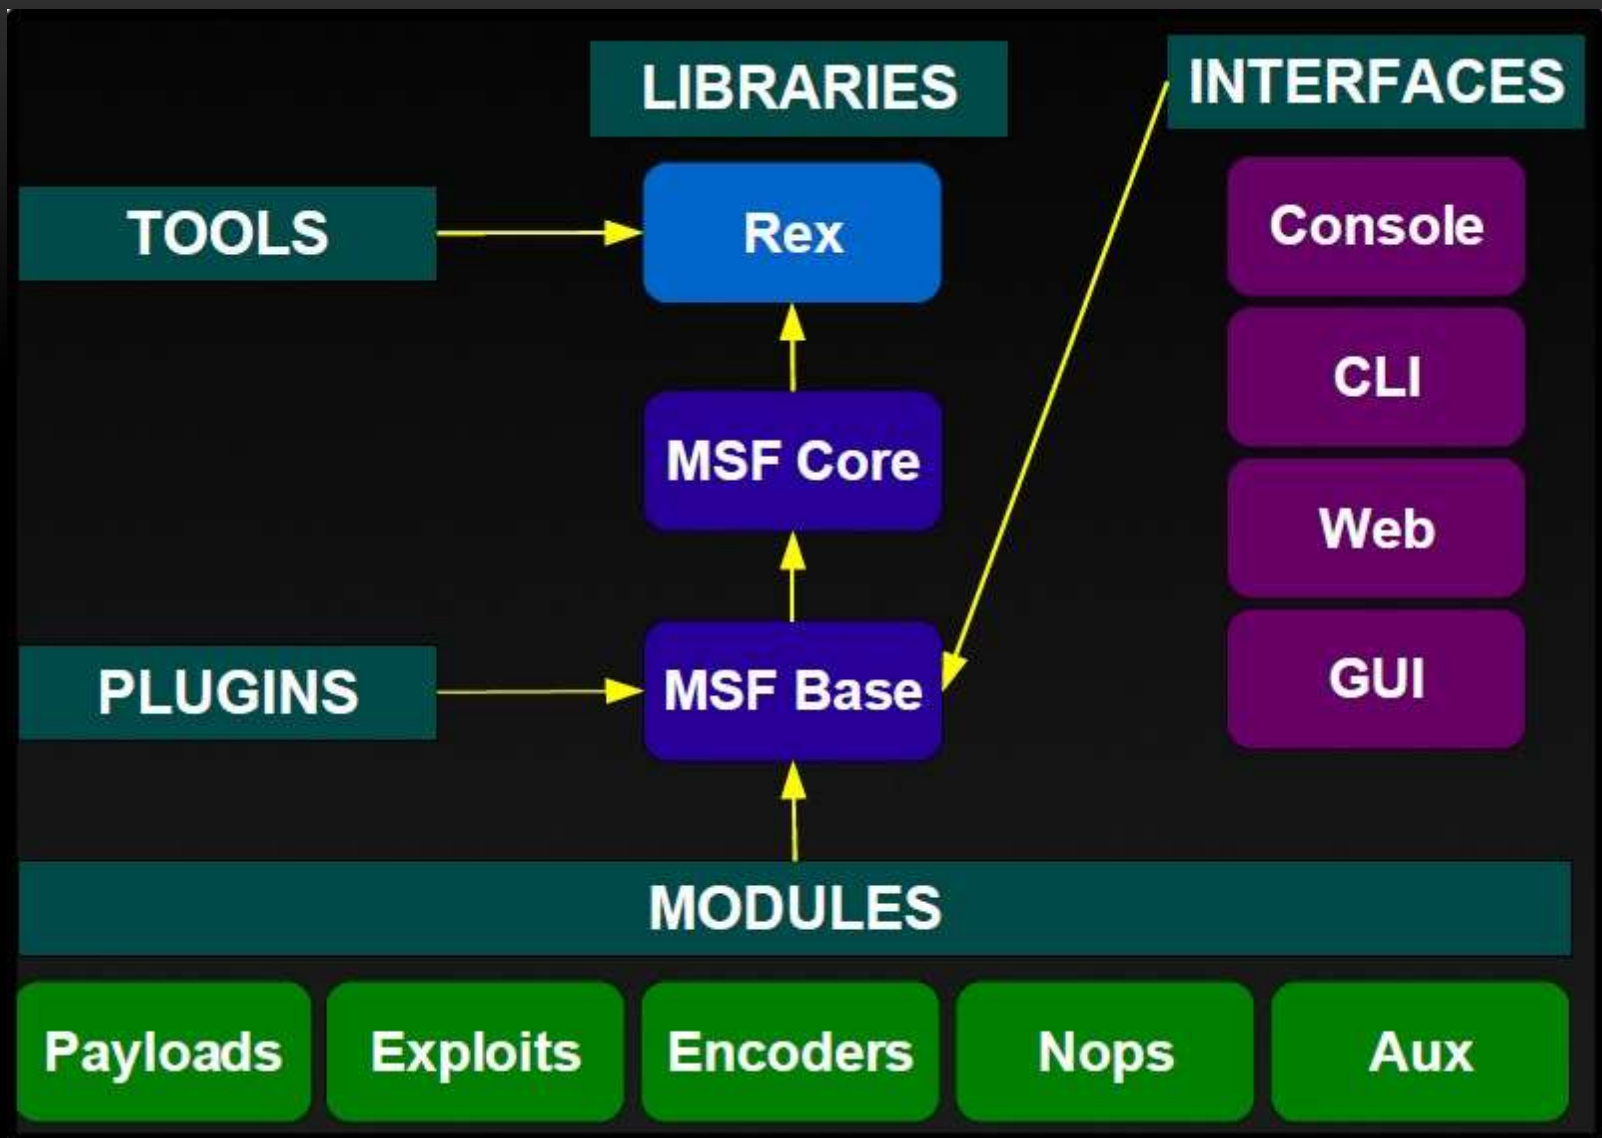 LIBRARIES
INTERFACES
TOOLS
Rex
Console
CLI
MSF Core
Web
PLUGINS
MSF Base
GUI
MODULES
Payloads
Exploits
Encoders
Nops
Aux